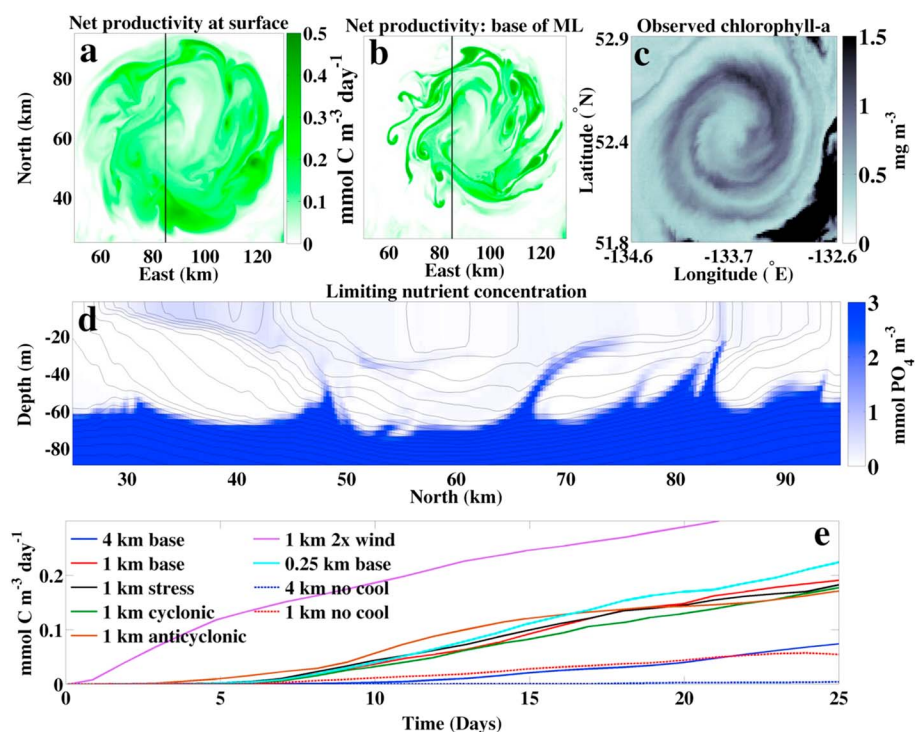 Net productivity at surface
Net productivity: base of ML
Observed chlorophyll-a
a
b
c
North (km)
80
60
40
60 80 100 120
East (km)
0.5
0.4
0.3
0.2
0.1
0
mmol C m-3 day-1
60 80 100 120
East (km)
Latitude (°N)
52.9
52.4
51.8
-134.6 -133.7 -132.6
Longitude (°E)
1.5
1
0.5
0
mg m-3
Limiting nutrient concentration
d
Depth (m)
-20
-40
-60
-80
30 40 50 60 70 80 90
North (km)
3
2
1
0
mmol PO4 m-3
e
mmol C m-3 day-1
0.2
0.1
0
4 km base
1 km base
1 km stress
1 km cyclonic
1 km anticyclonic
1 km 2x wind
0.25 km base
4 km no cool
1 km no cool
0 5 10 15 20 25
Time (Days)